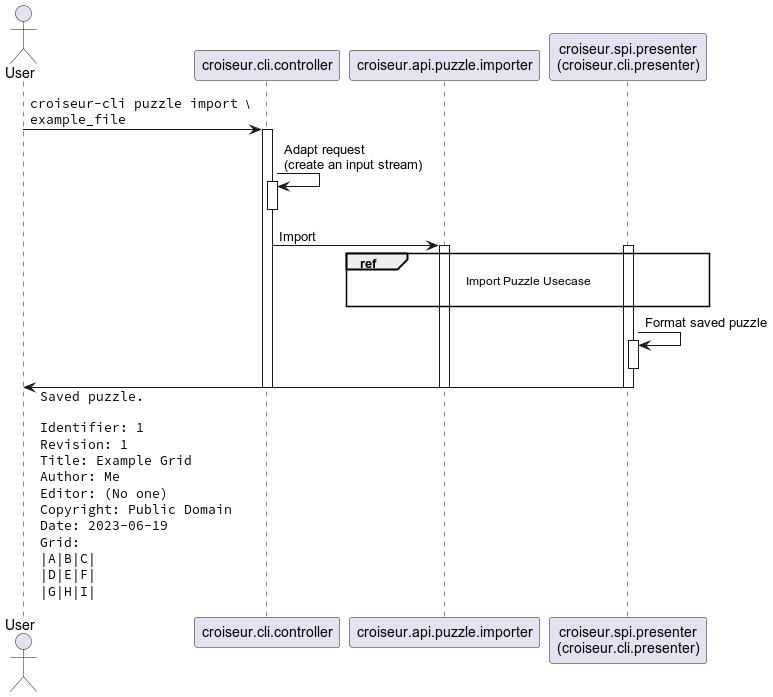 User
croiseur.cli.controller
croiseur.api.puzzle.importer
croiseur.spi.presenter
(croiseur.cli.presenter)
croiseur-cli puzzle import \
example_file
Adapt request
(create an input stream)
Import
ref
Import Puzzle Usecase
Format saved puzzle
Saved puzzle.
Identifier: 1
Revision: 1
Title: Example Grid
Author: Me
Editor: (No one)
Copyright: Public Domain
Date: 2023-06-19
Grid:
|A|B|C|
|D|E|F|
|G|H|I|
User
croiseur.cli.controller
croiseur.api.puzzle.importer
croiseur.spi.presenter
(croiseur.cli.presenter)